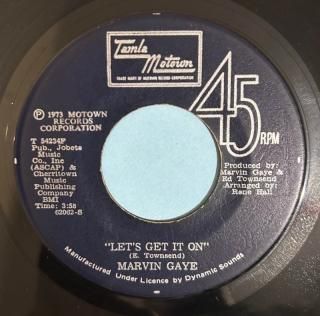 Tamla
Motown
TRADE MARK OF MOTOWN RECORD CORPORATION
45
RPM
Ⓟ 1973 MOTOWN
RECORDS
CORPORATION
T 54234F
Pub., Jobete
Music
Co. Inc
(ASCAP) &
Cherritown
Music
Publishing
Company
BMI
Time: 3:58
62062-S
Produced by:
Marvin Gaye &
Ed Townsend
Arranged by:
Rene Hall
"LET'S GET IT ON"
(E. Townsend)
MARVIN GAYE
Manufactured Under Licence by Dynamic Sounds